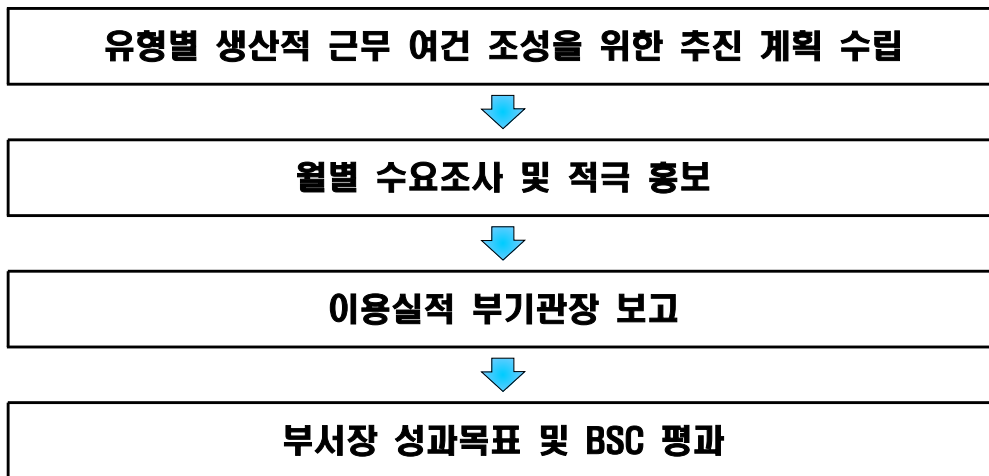 유형별 생산적 근무 여건 조성을 위한 추진 계획 수립
월별 수요조사 및 적극 홍보
이용실적 부기관장 보고
부서장 성과목표 및 BSC 평과